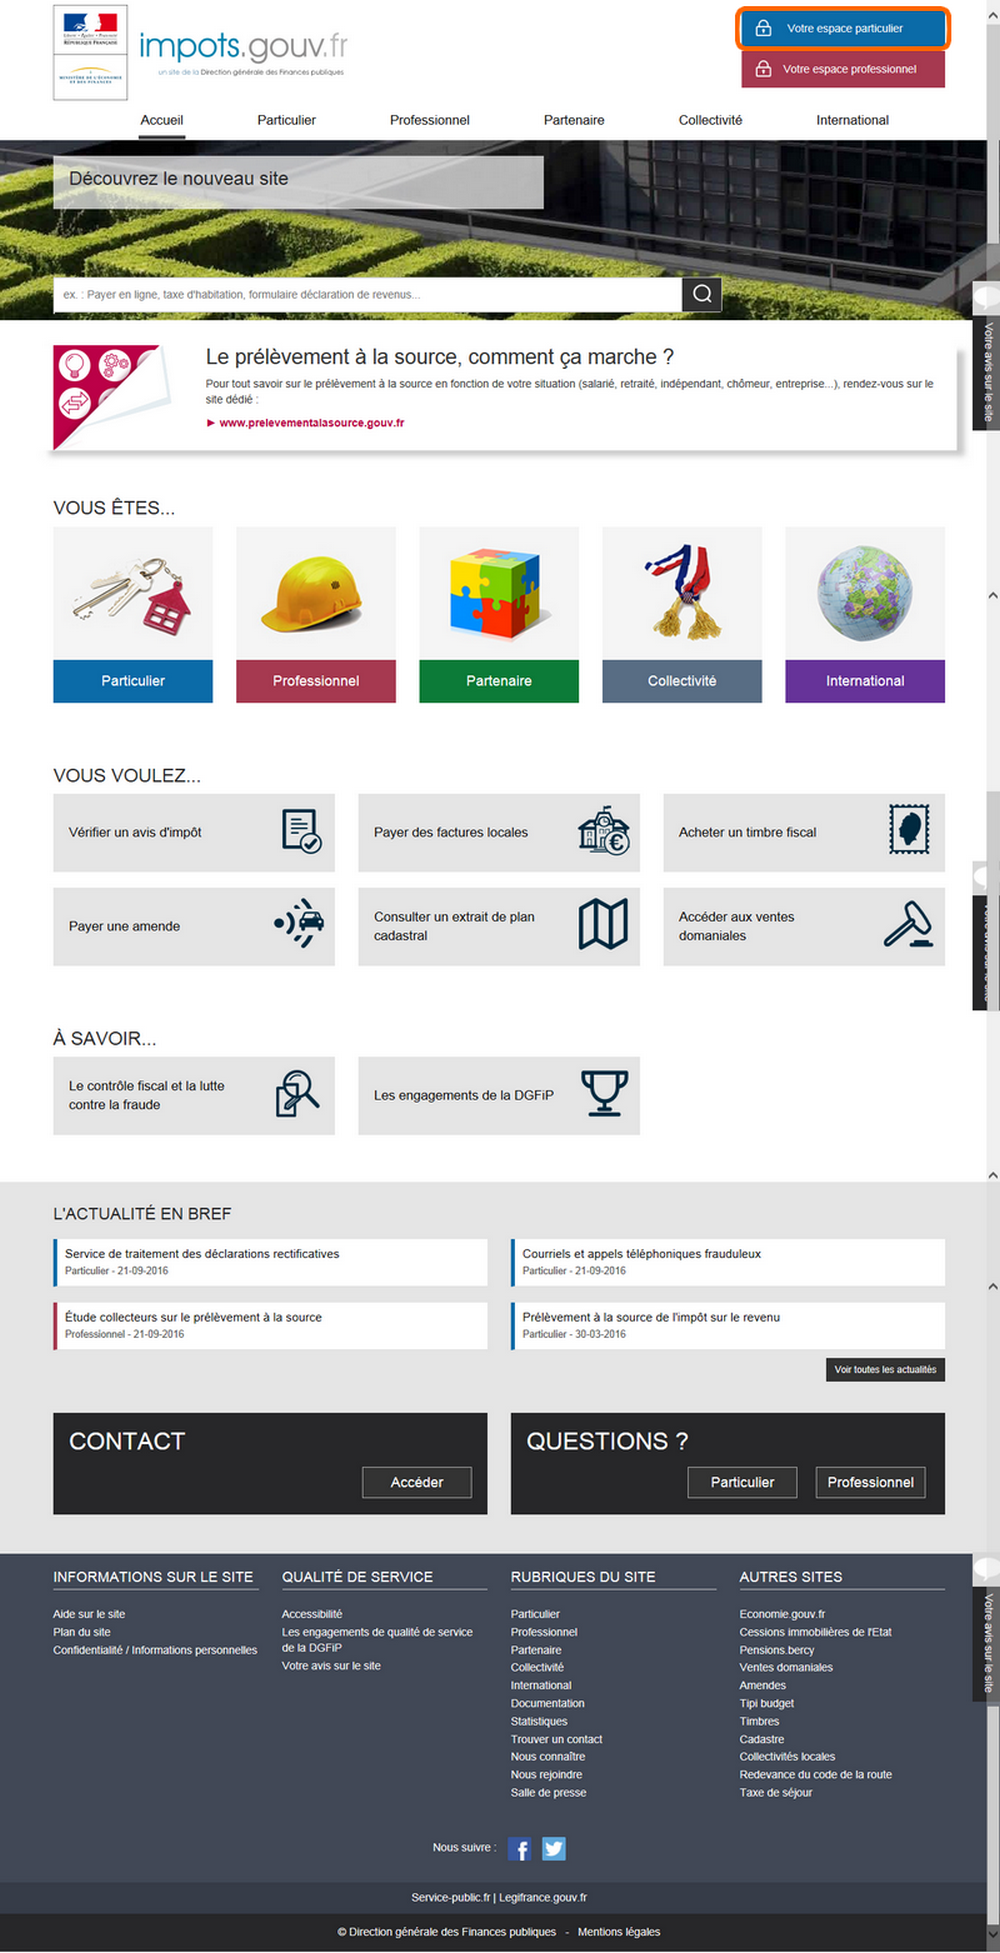 Liberté • Égalité • Fraternité
RÉPUBLIQUE FRANÇAISE
MINISTÈRE DE L'ÉCONOMIE
ET DES FINANCES
impots.gouv.fr
un site de la Direction générale des Finances publiques
Votre espace particulier
Votre espace professionnel
Accueil Particulier Professionnel Partenaire Collectivité International
Découvrez le nouveau site
ex. : Payer en ligne, taxe d'habitation, formulaire déclaration de revenus...
Votre avis sur le site
Le prélèvement à la source, comment ça marche ?
Pour tout savoir sur le prélèvement à la source en fonction de votre situation (salarié, retraité, indépendant, chômeur, entreprise...), rendez-vous sur le
site dédié :
► www.prelevementalasource.gouv.fr
VOUS ÊTES...
Particulier Professionnel Partenaire Collectivité International
VOUS VOULEZ...
Vérifier un avis d'impôt
Payer des factures locales
Acheter un timbre fiscal
Payer une amende
Consulter un extrait de plan
cadastral
Accéder aux ventes
domaniales
Votre avis sur le site
À SAVOIR...
Le contrôle fiscal et la lutte
contre la fraude
Les engagements de la DGFiP
L'ACTUALITÉ EN BREF
Service de traitement des déclarations rectificatives
Particulier - 21-09-2016
Courriels et appels téléphoniques frauduleux
Particulier - 21-09-2016
Étude collecteurs sur le prélèvement à la source
Professionnel - 21-09-2016
Prélèvement à la source de l'impôt sur le revenu
Particulier - 30-03-2016
Voir toutes les actualités
CONTACT
Accéder
QUESTIONS ?
Particulier Professionnel
INFORMATIONS SUR LE SITE
Aide sur le site
Plan du site
Confidentialité / Informations personnelles
QUALITÉ DE SERVICE
Accessibilité
Les engagements de qualité de service
de la DGFiP
Votre avis sur le site
RUBRIQUES DU SITE
Particulier
Professionnel
Partenaire
Collectivité
International
Documentation
Statistiques
Trouver un contact
Nous connaître
Nous rejoindre
Salle de presse
AUTRES SITES
Economie.gouv.fr
Cessions immobilières de l'Etat
Pensions.bercy
Ventes domaniales
Amendes
Tipi budget
Timbres
Cadastre
Collectivités locales
Redevance du code de la route
Taxe de séjour
Votre avis sur le site
Nous suivre :
Service-public.fr | Legifrance.gouv.fr
© Direction générale des Finances publiques - Mentions légales